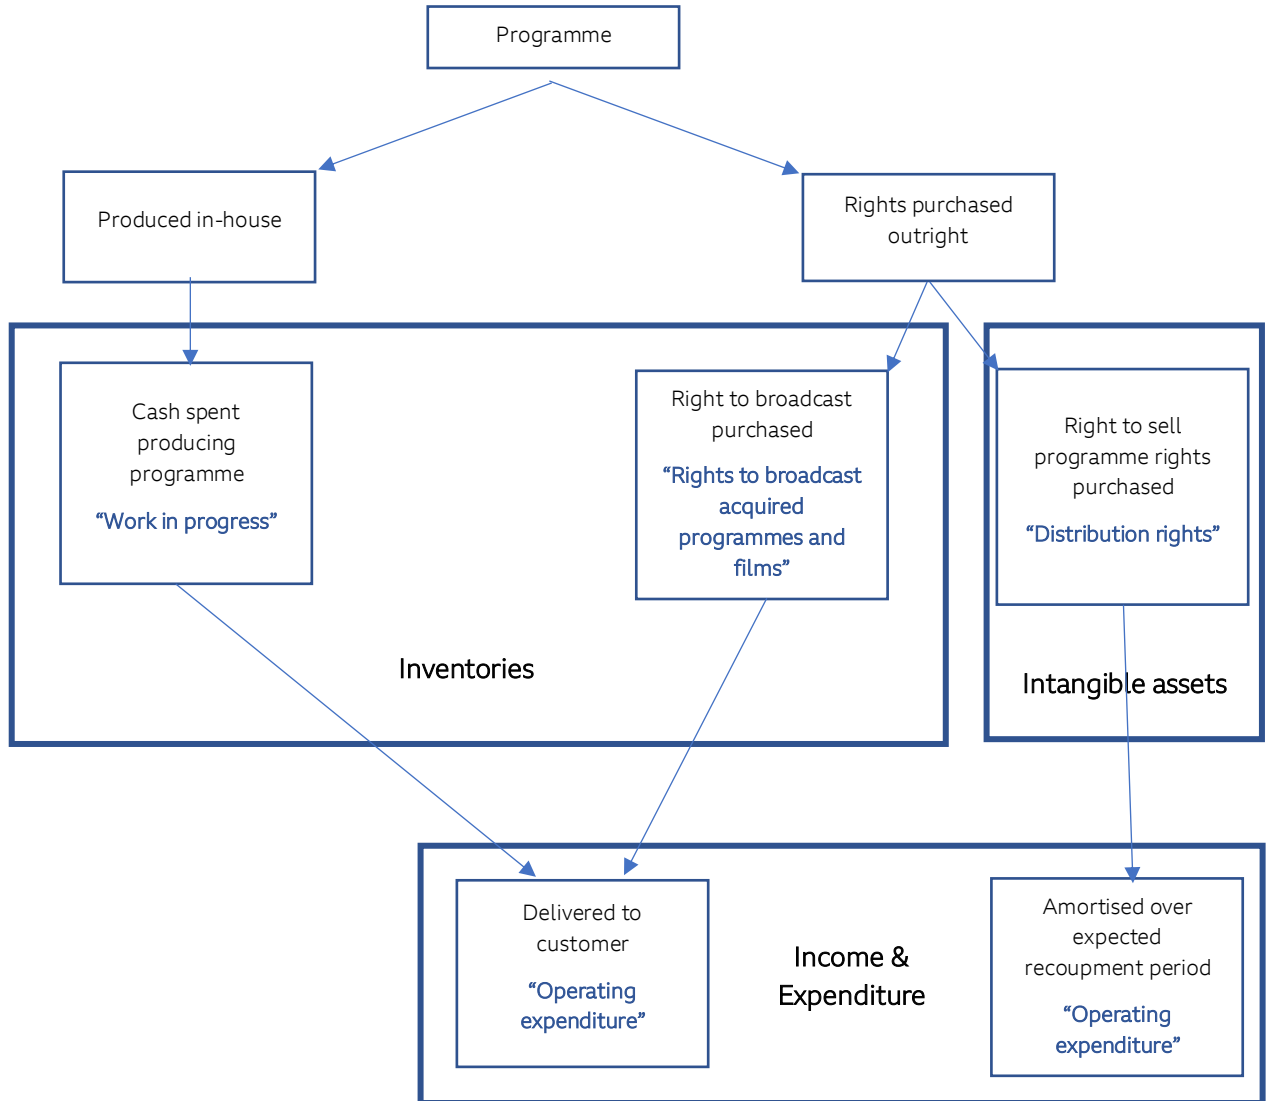 Programme
Produced in-house
Rights purchased
outright
Cash spent
producing
programme
“Work in progress”
Right to broadcast
purchased
“Rights to broadcast
acquired
programmes and
films”
Right to sell
programme rights
purchased
“Distribution rights”
Inventories
Intangible assets
Delivered to
customer
“Operating
expenditure”
Income &
Expenditure
Amortised over
expected
recoupment period
“Operating
expenditure”